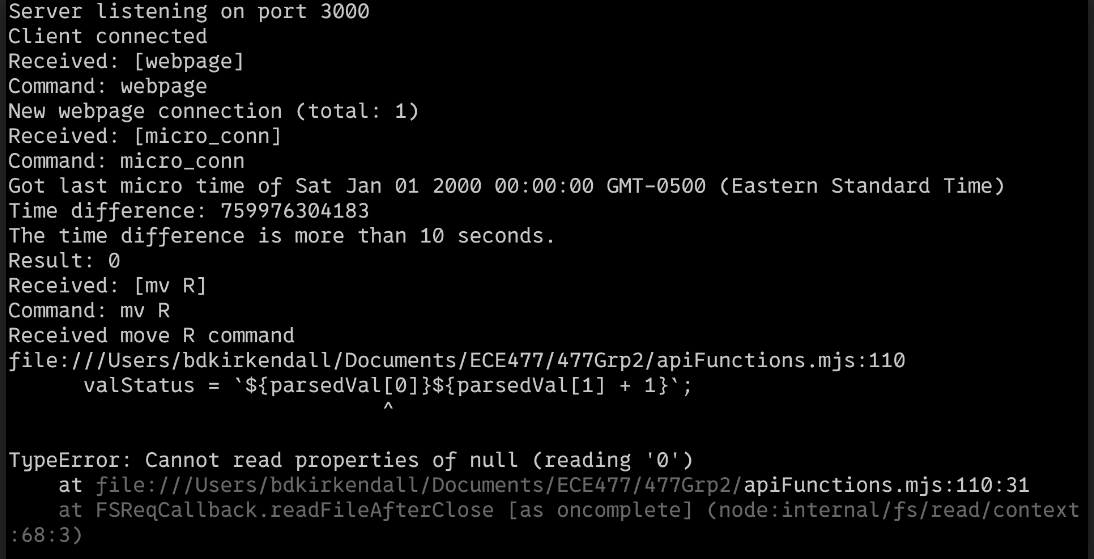 Server listening on port 3000
Client connected
Received: [webpage]
Command: webpage
New webpage connection (total: 1)
Received: [micro_conn]
Command: micro_conn
Got last micro time of Sat Jan 01 2000 00:00:00 GMT-0500 (Eastern Standard Time)
Time difference: 759976304183
The time difference is more than 10 seconds.
Result: 0
Received: [mv R]
Command: mv R
Received move R command
file:///Users/bdkirkendall/Documents/ECE477/477Grp2/apiFunctions.mjs:110
      valStatus = `${parsedVal[0]}${parsedVal[1] + 1}`;
                              ^
TypeError: Cannot read properties of null (reading '0')
    at file:///Users/bdkirkendall/Documents/ECE477/477Grp2/apiFunctions.mjs:110:31
    at FSReqCallback.readFileAfterClose [as oncomplete] (node:internal/fs/read/context
:68:3)